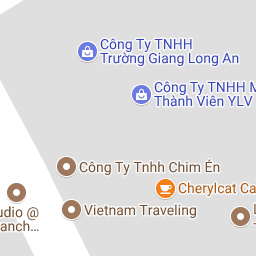 Công Ty TNHH
Trường Giang Long An
Công Ty TNHH M
Thành Viên YLV
Công Ty Tnhh Chim Én
Cherylcat Ca
udio @
anch...
Vietnam Traveling